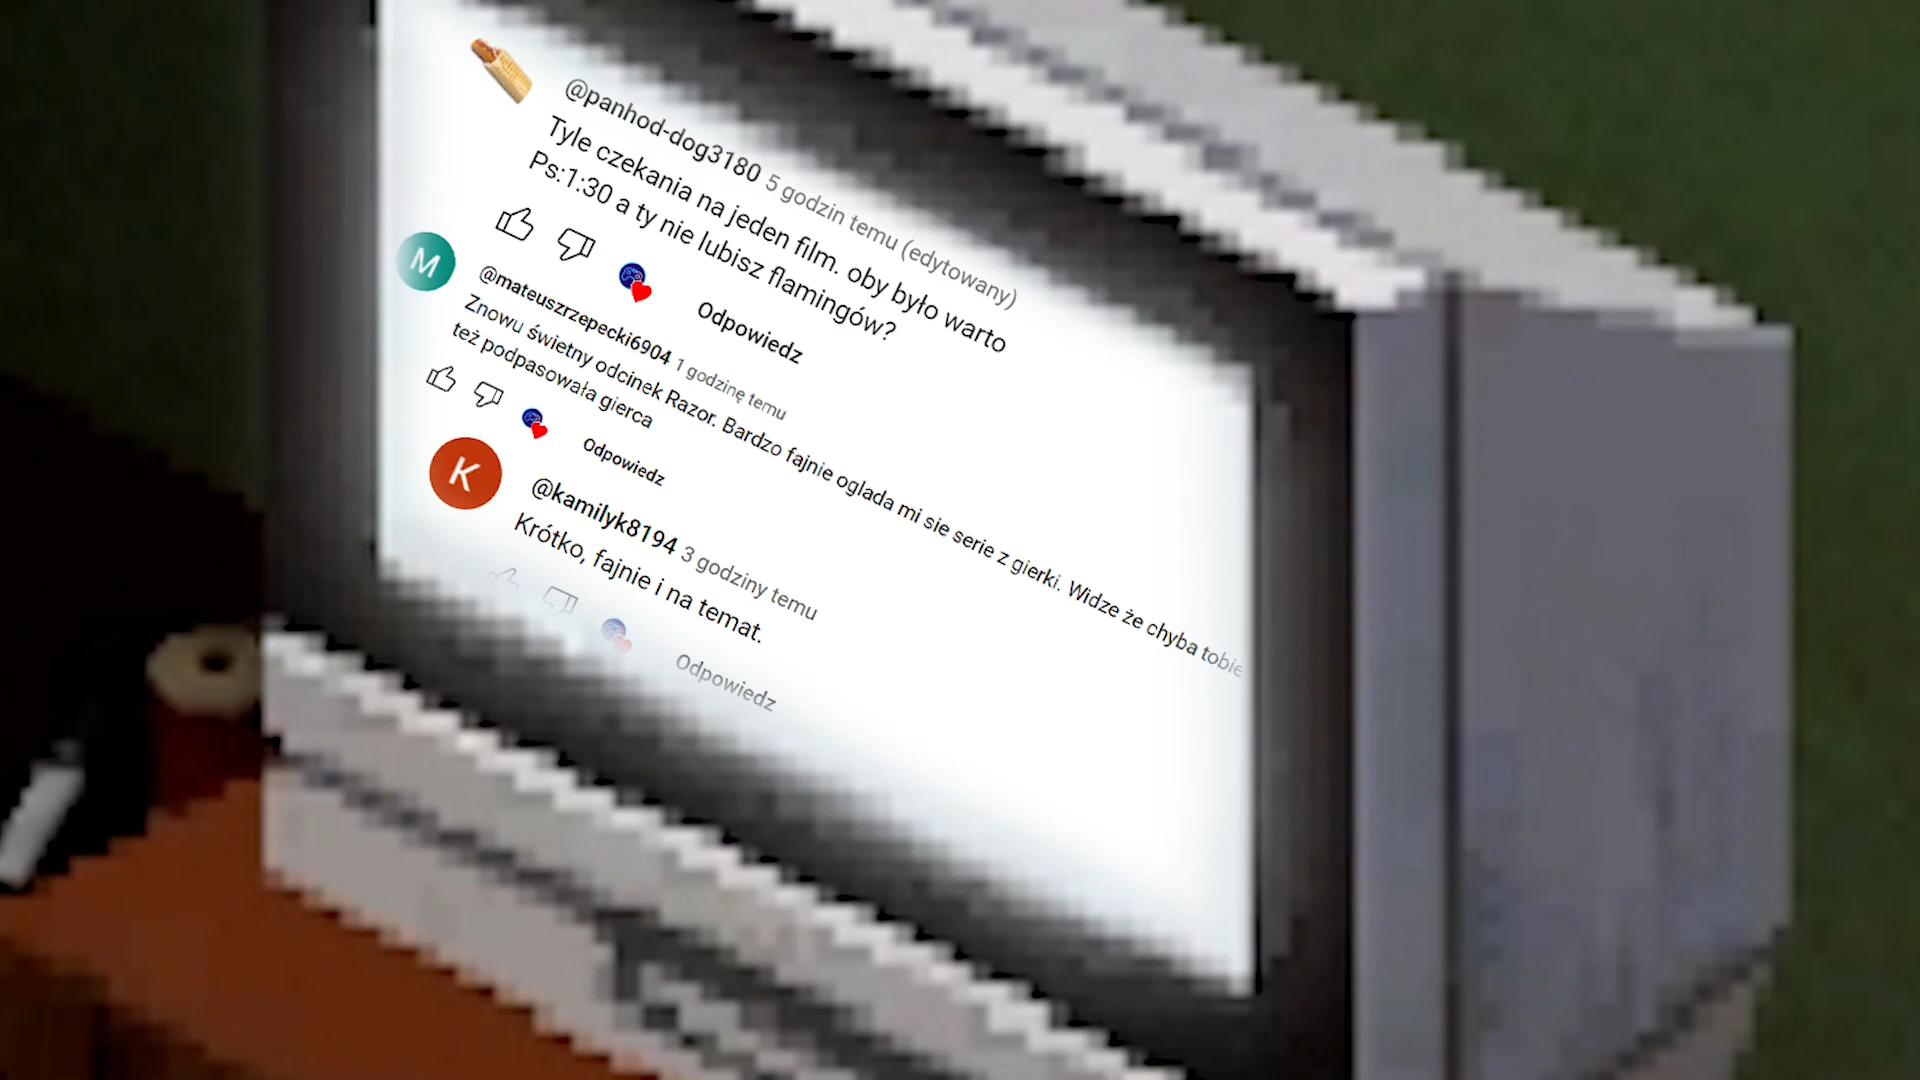 @panhod-dog3180 5 godzin temu (edytowany)
Tyle czekania na jeden film. oby było warto
Ps:1:30 a ty nie lubisz flamingów?
Odpowiedz
M
@mateuszrzepecki6904 1 godzinę temu
Znowu świetny odcinek Razor. Bardzo fajnie oglada mi sie serie z gierki. Widze że chyba tobie
też podpasowała gierca
Odpowiedz
K
@kamilyk8194 3 godziny temu
Krótko, fajnie i na temat.
Odpowiedz